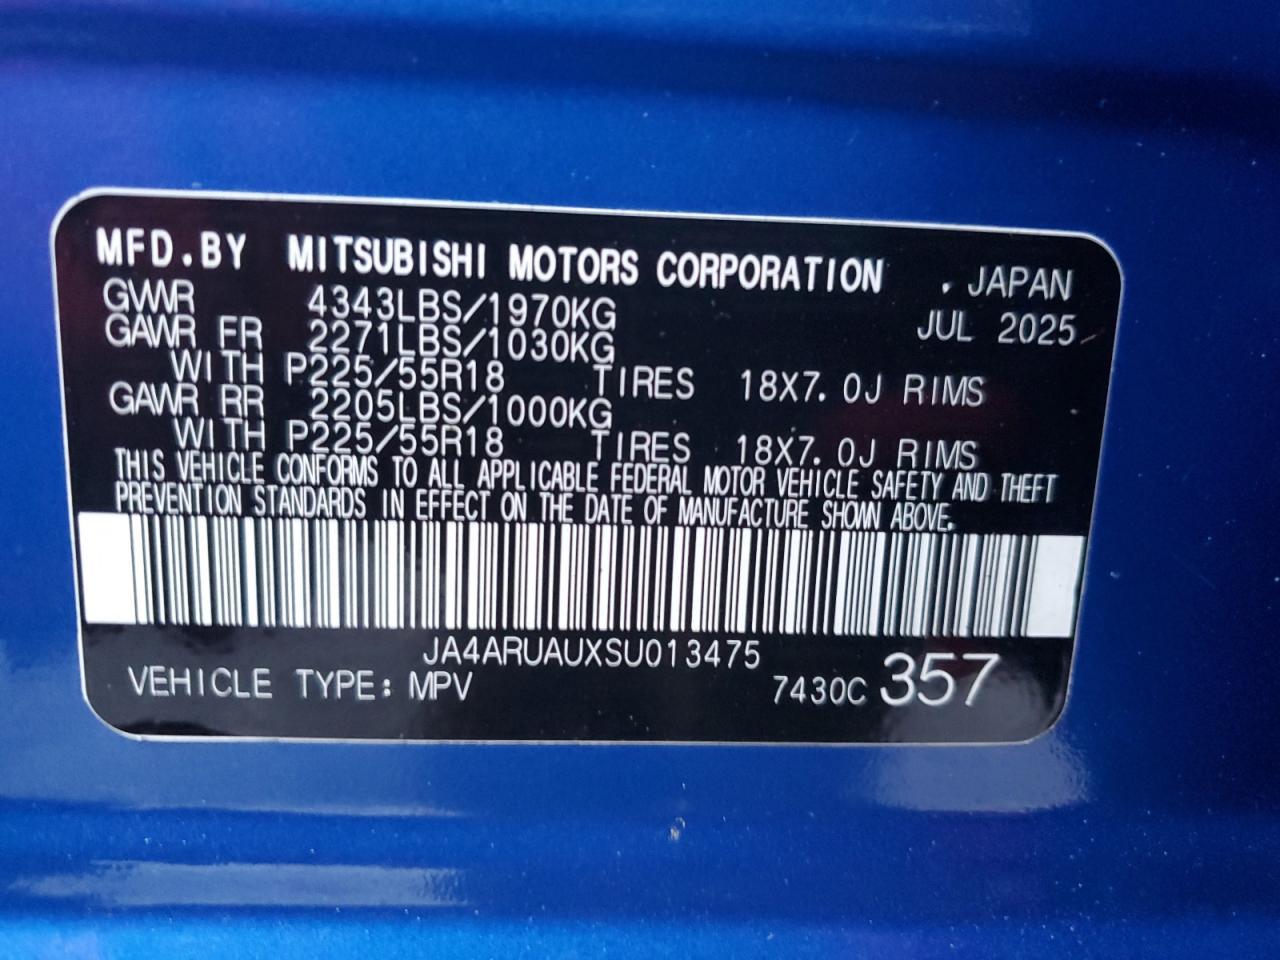 MFD.BY MITSUBISHI MOTORS CORPORATION . JAPAN
GVWR 4343LBS/1970KG JUL 2025
GAWR FR 2271LBS/1030KG
WITH P225/55R18 TIRES 18X7.0J RIMS
GAWR RR 2205LBS/1000KG
WITH P225/55R18 TIRES 18X7.0J RIMS
THIS VEHICLE CONFORMS TO ALL APPLICABLE FEDERAL MOTOR VEHICLE SAFETY AND THEFT
PREVENTION STANDARDS IN EFFECT ON THE DATE OF MANUFACTURE SHOWN ABOVE.
JA4ARUAUXSU013475
VEHICLE TYPE: MPV 7430C 357